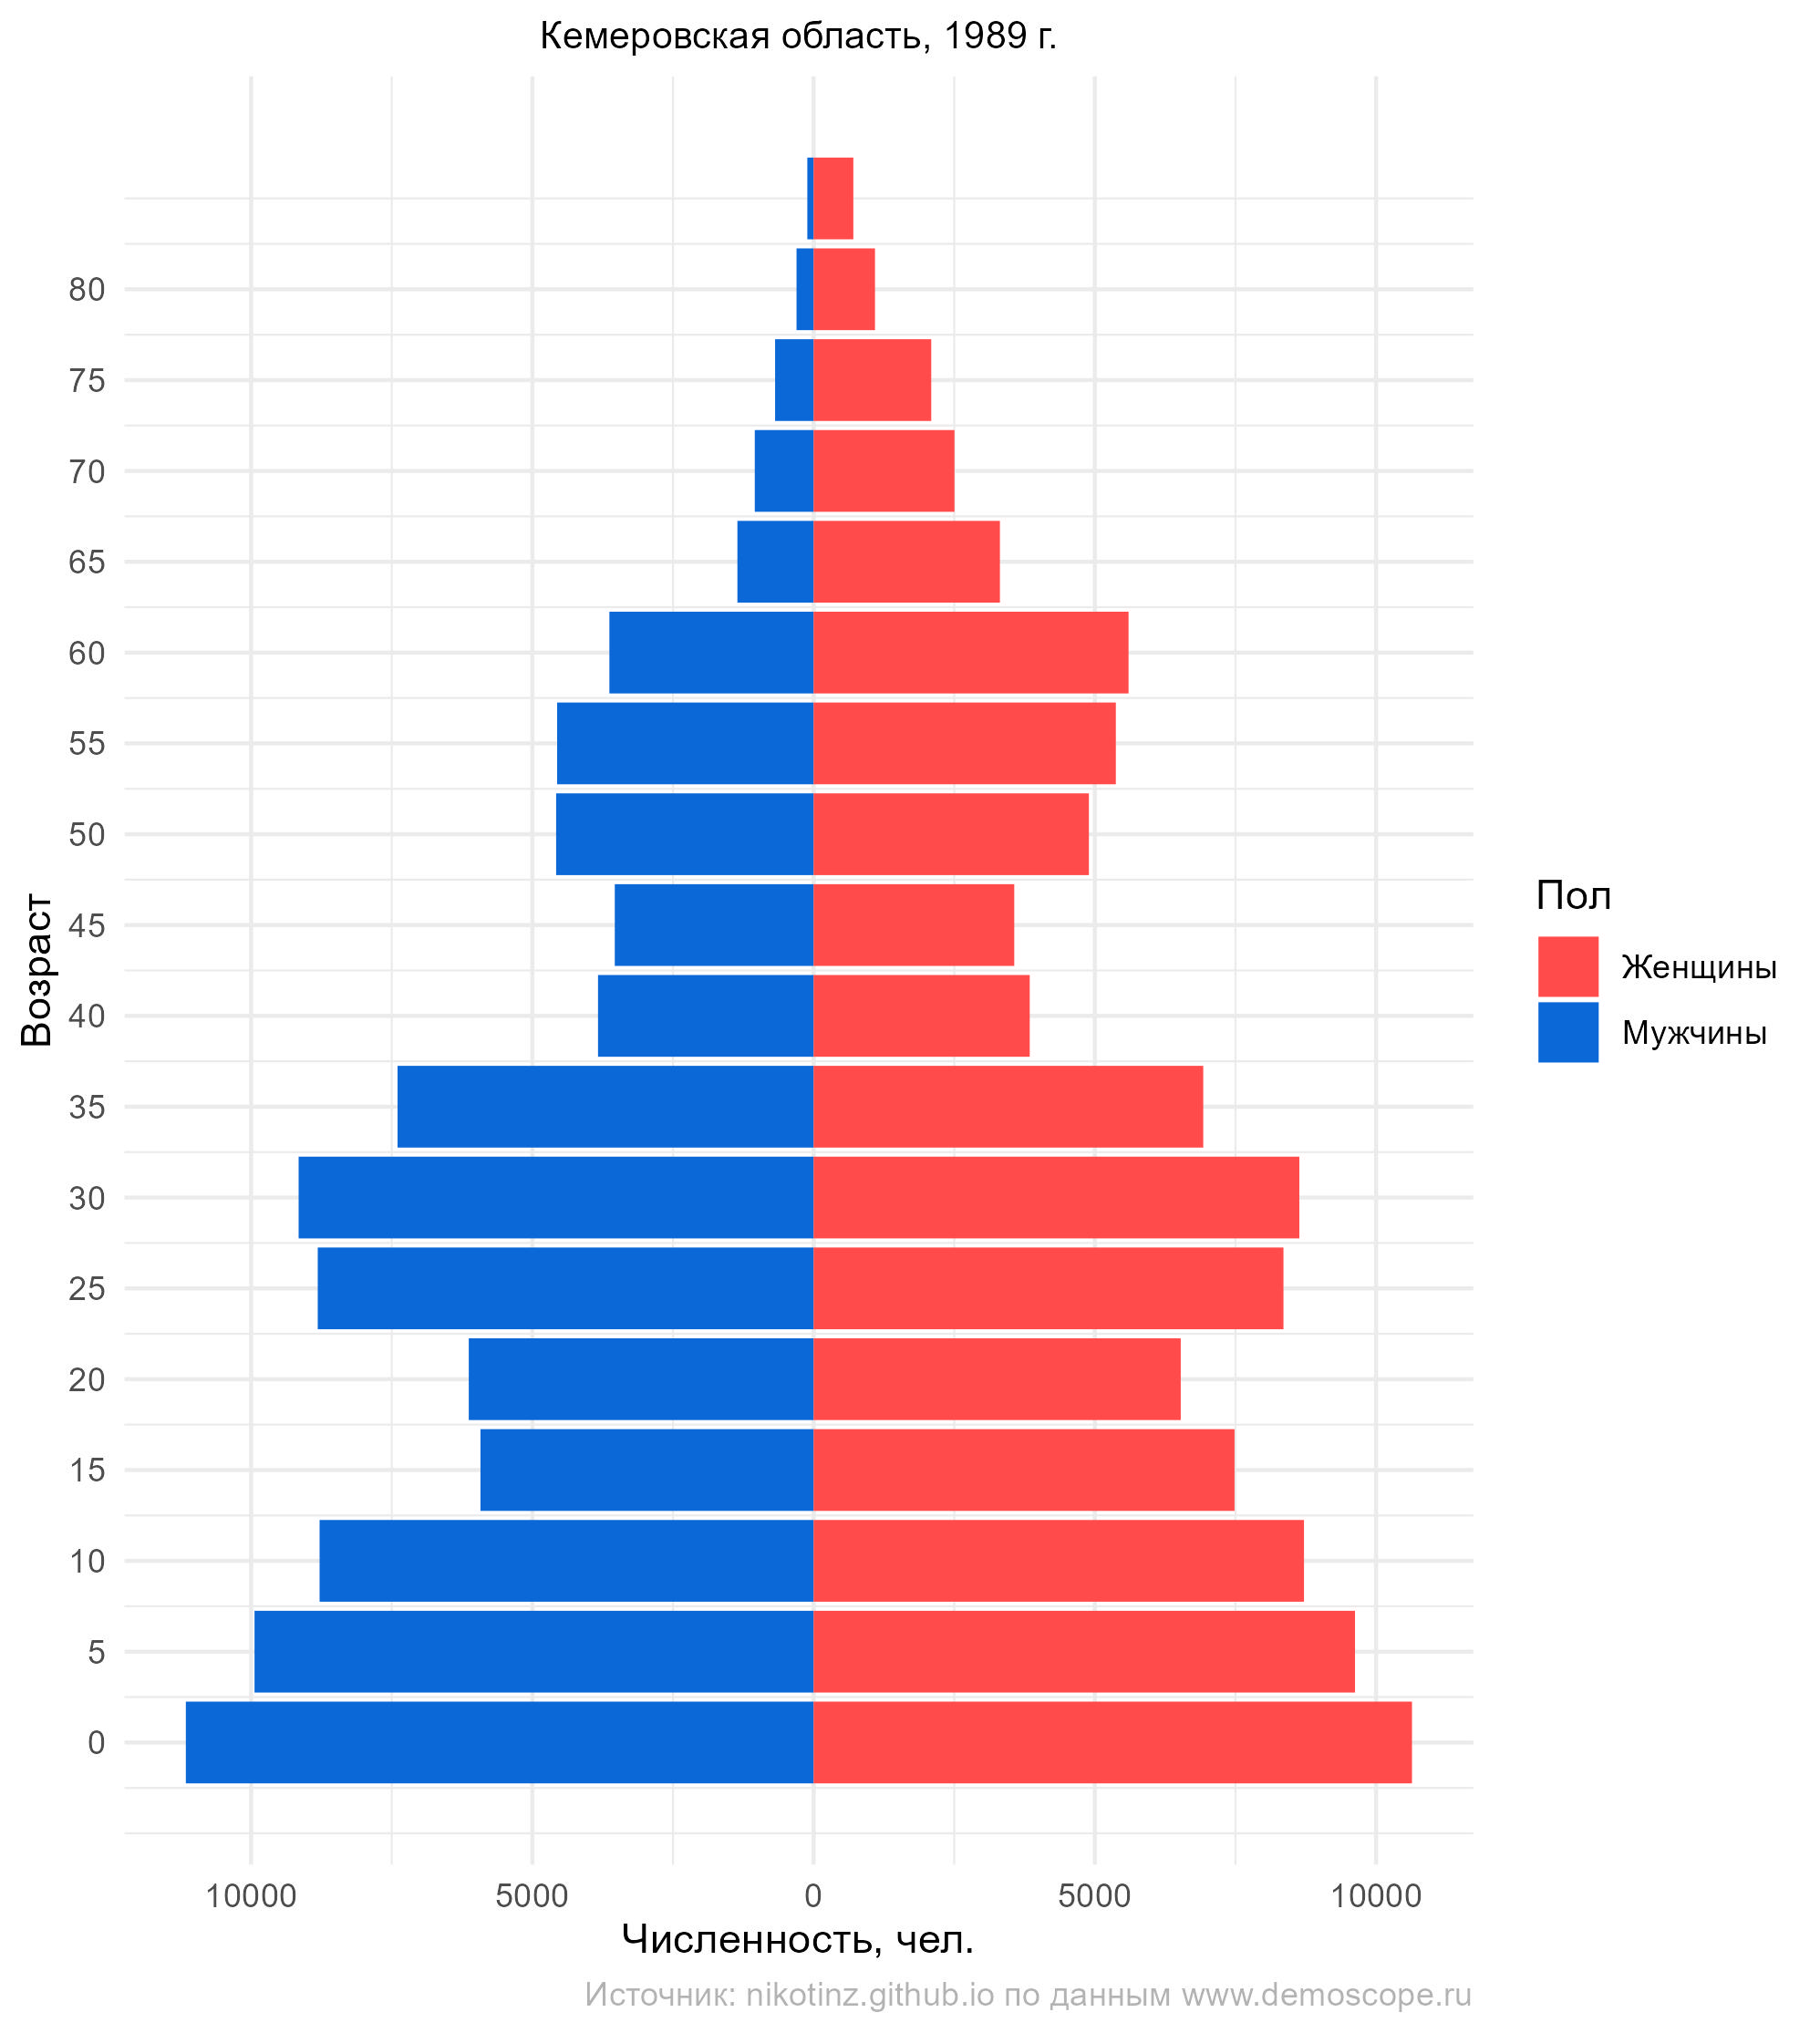 Кемеровская область, 1989 г.
Возраст
80
75
70
65
60
55
50
45
40
35
30
25
20
15
10
5
0
10000 5000 0 5000 10000
Численность, чел.
Пол
Женщины
Мужчины
Источник: nikotinz.github.io по данным www.demoscope.ru